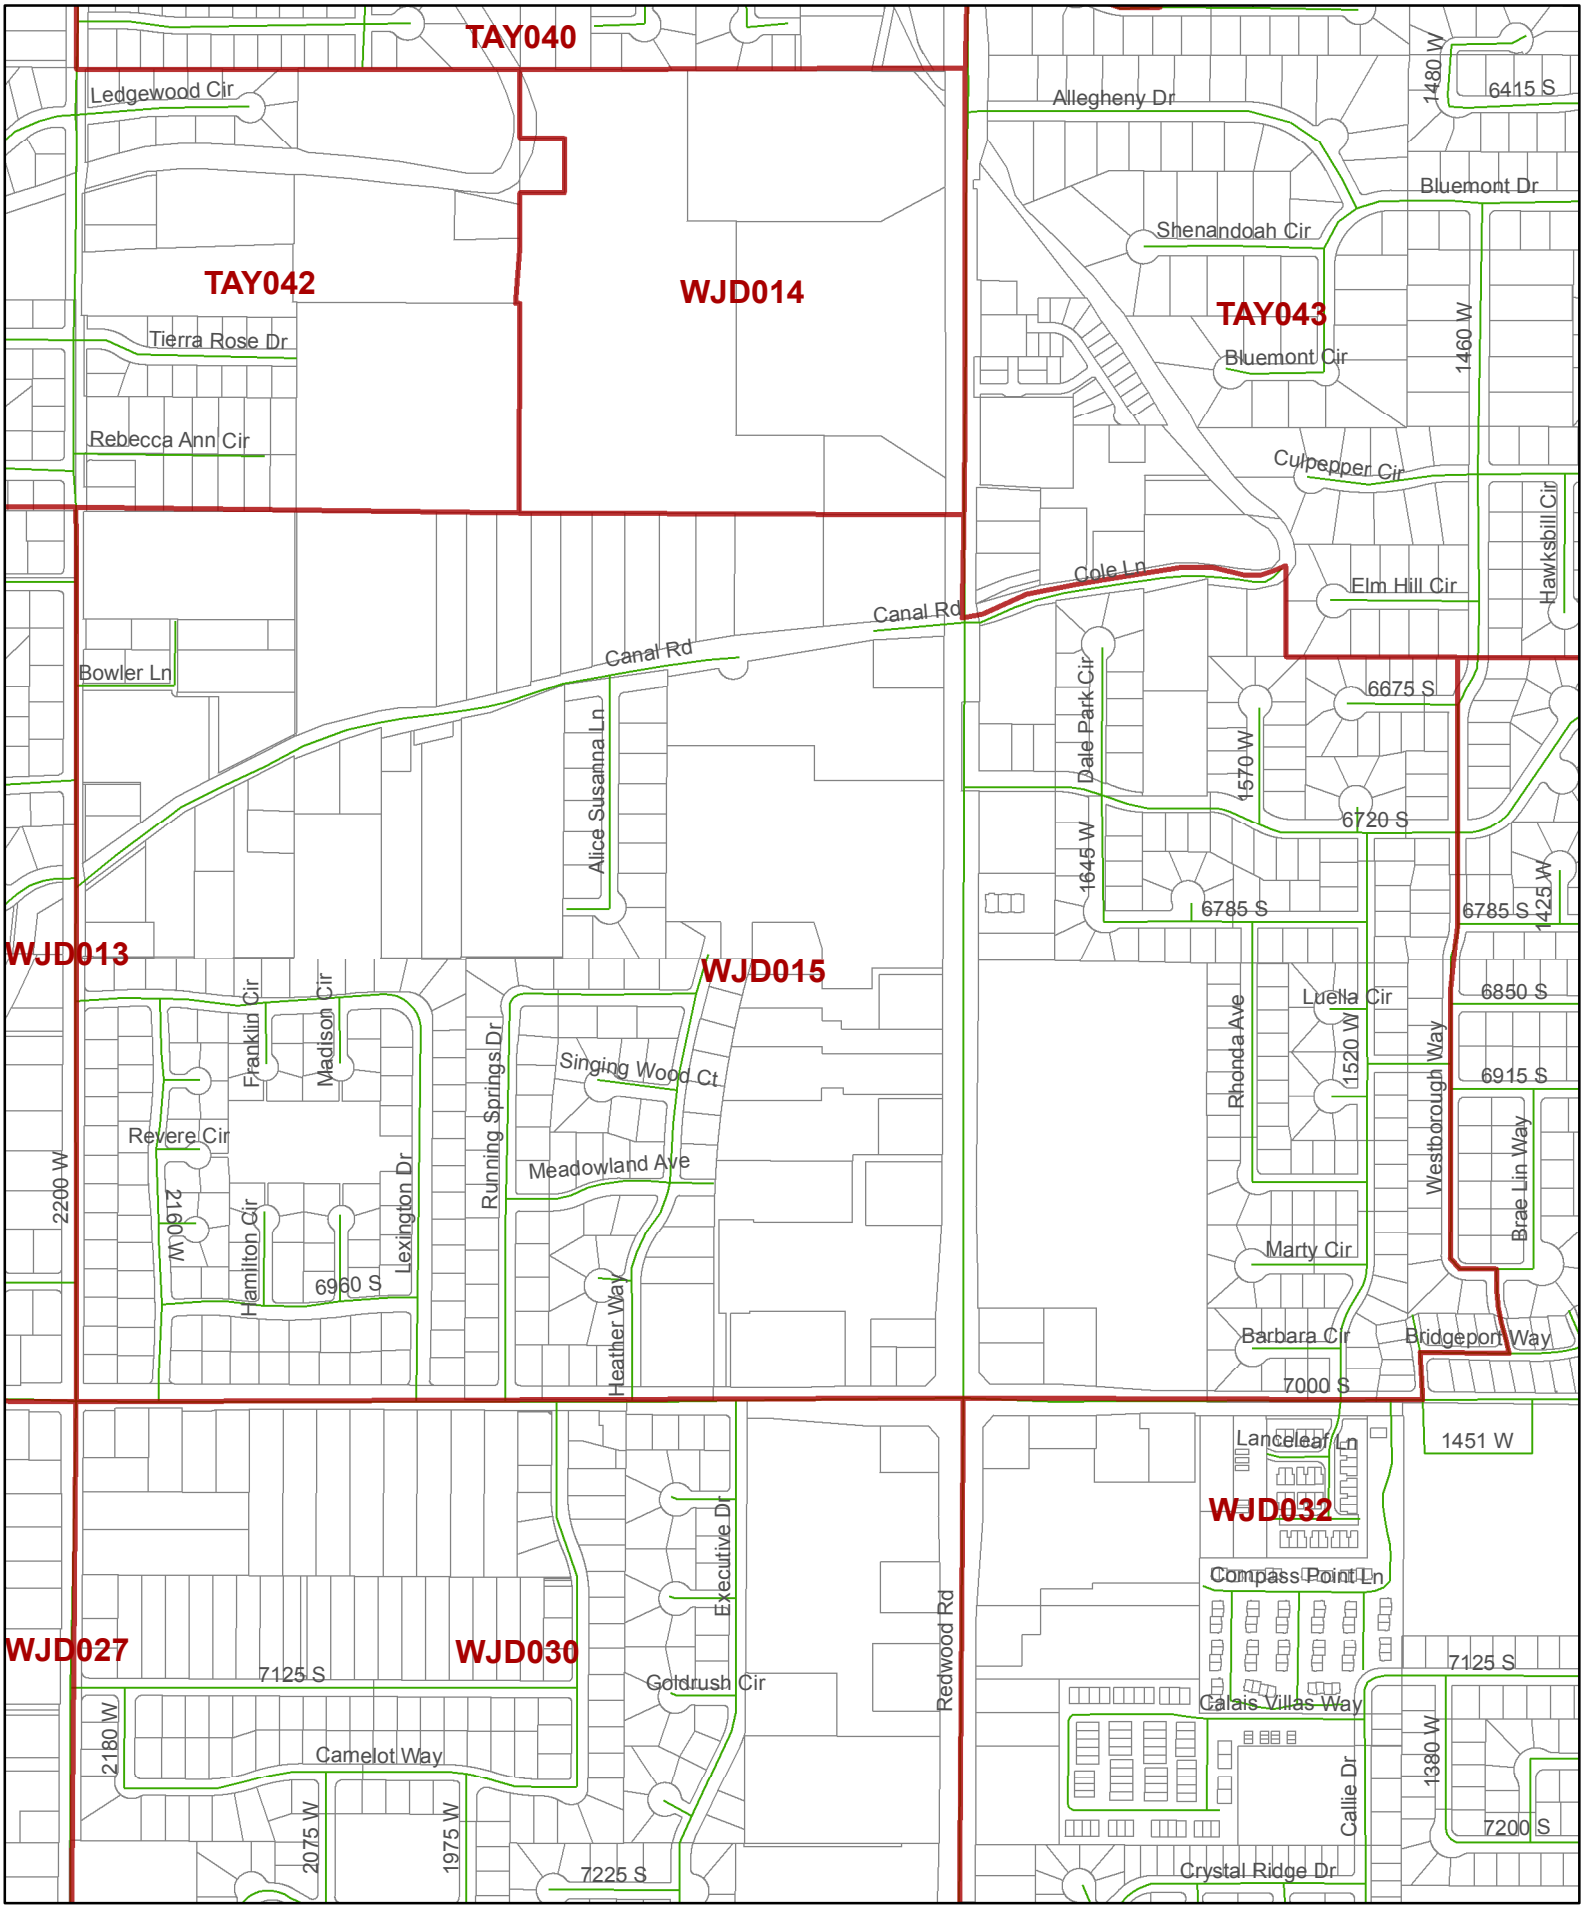 TAY040
1480 W
Ledgewood Cir
6415 S
Allegheny Dr
Bluemont Dr
Shenandoah Cir
TAY042
WJD014
TAY043
1460 W
Tierra Rose Dr
Bluemont Cir
Rebecca Ann Cir
Culpepper Cir
Hawksbill Cir
Cole Ln
Elm Hill Cir
Canal Rd
Canal Rd
Bowler Ln
Dale Park Cir
6675 S
1570 W
Alice Susanna Ln
6720 S
1645 W
1425 W
6785 S
6785 S
WJD013
WJD015
Franklin Cir
Madison Cir
Luella Cir
6850 S
Running Springs Dr
Rhonda Ave
1520 W
Westborough Way
Singing Wood Ct
6915 S
Revere Cir
Meadowland Ave
2200 W
2160 W
Lexington Dr
Brae Lin Way
Hamilton Cir
Marty Cir
6960 S
Heather Way
Barbara Cir
Bridgeport Way
7000 S
Lanceleaf Ln
1451 W
WJD032
Executive Dr
Compass Point Ln
Redwood Rd
WJD027
WJD030
7125 S
7125 S
Goldrush Cir
Calais Villas Way
2180 W
Camelot Way
1380 W
Callie Dr
2075 W
1975 W
7200 S
7225 S
Crystal Ridge Dr